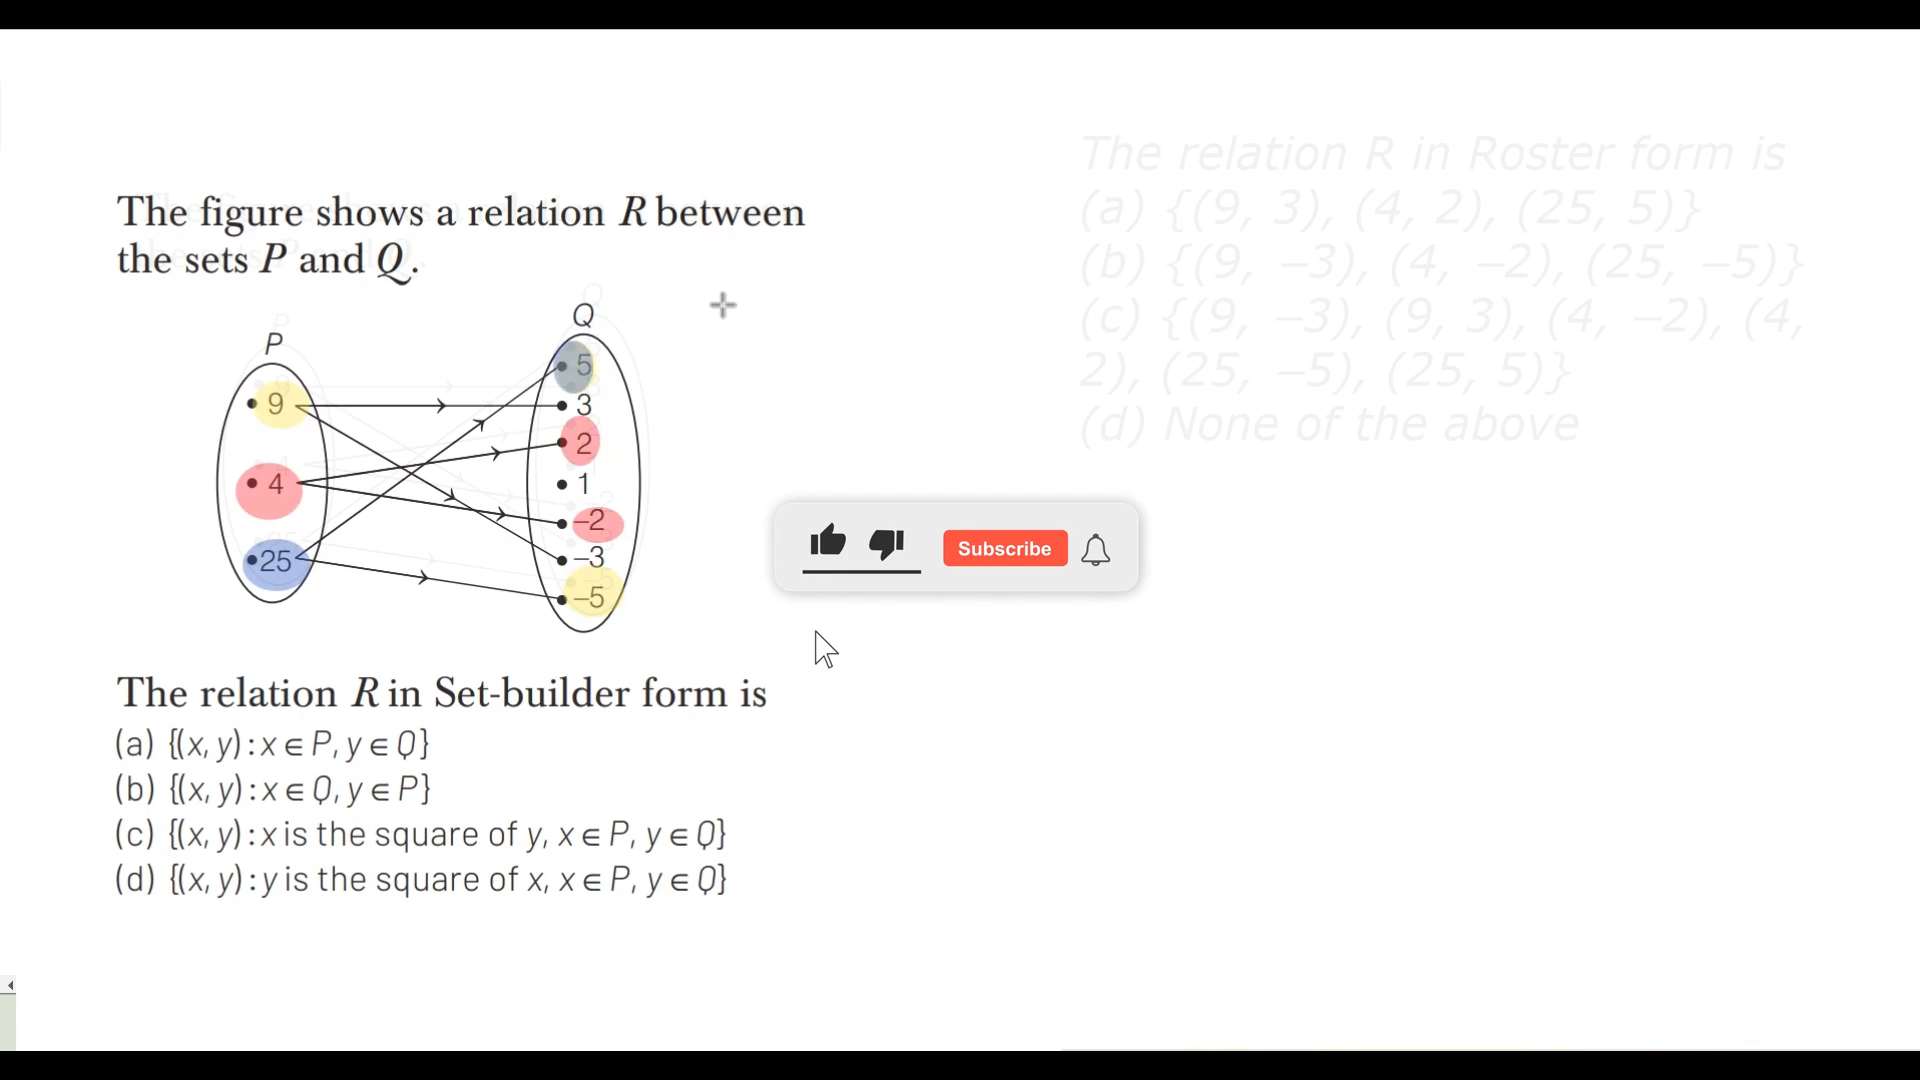 The figure shows a relation R between
the sets P and Q.
P
Q
9
4
25
5
3
2
1
–2
–3
–5
The relation R in Set-builder form is
(a) {(x, y) : x ∈ P, y ∈ Q}
(b) {(x, y) : x ∈ Q, y ∈ P}
(c) {(x, y) : x is the square of y, x ∈ P, y ∈ Q}
(d) {(x, y) : y is the square of x, x ∈ P, y ∈ Q}
The relation R in Roster form is
(a) {(9, 3), (4, 2), (25, 5)}
(b) {(9, –3), (4, –2), (25, –5)}
(c) {(9, –3), (9, 3), (4, –2), (4,
2), (25, –5), (25, 5)}
(d) None of the above
Subscribe